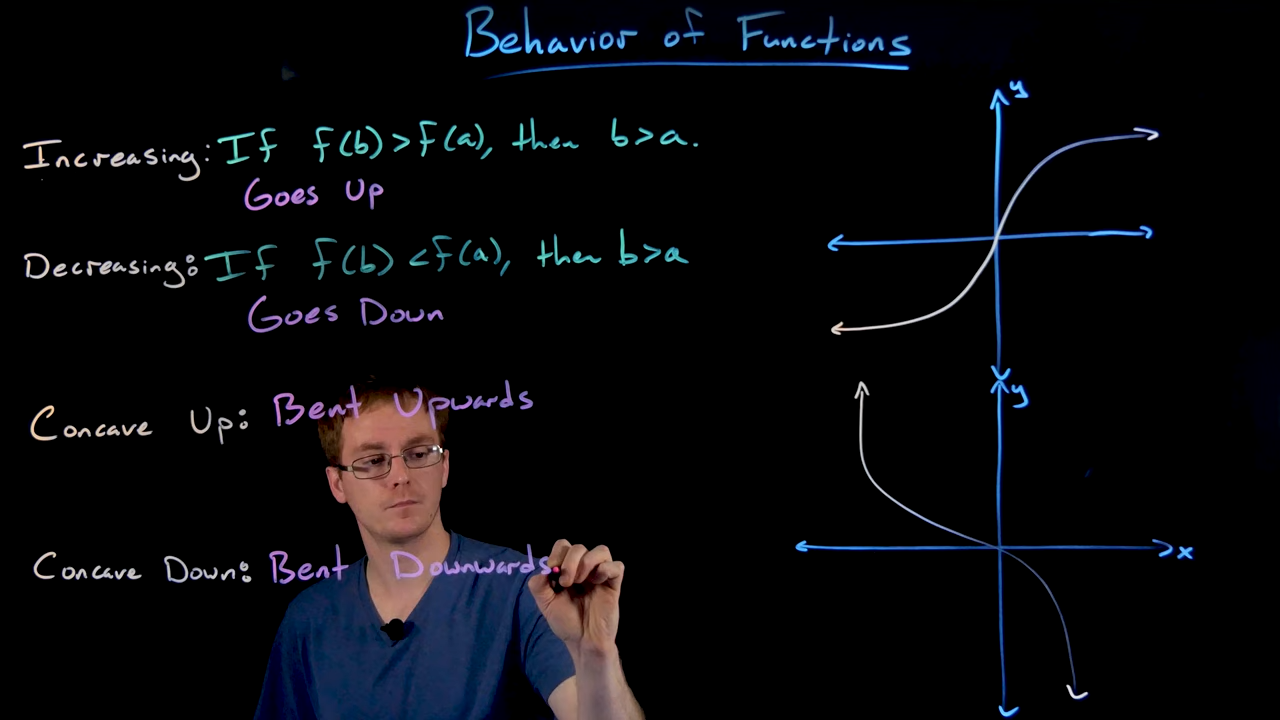 Behavior of Functions
Increasing: If f(b)>f(a), then b>a.
Goes Up
Decreasing: If f(b)<f(a), then b>a
Goes Down
Concave Up: Bent Upwards
Concave Down: Bent Downwards
y
y
x